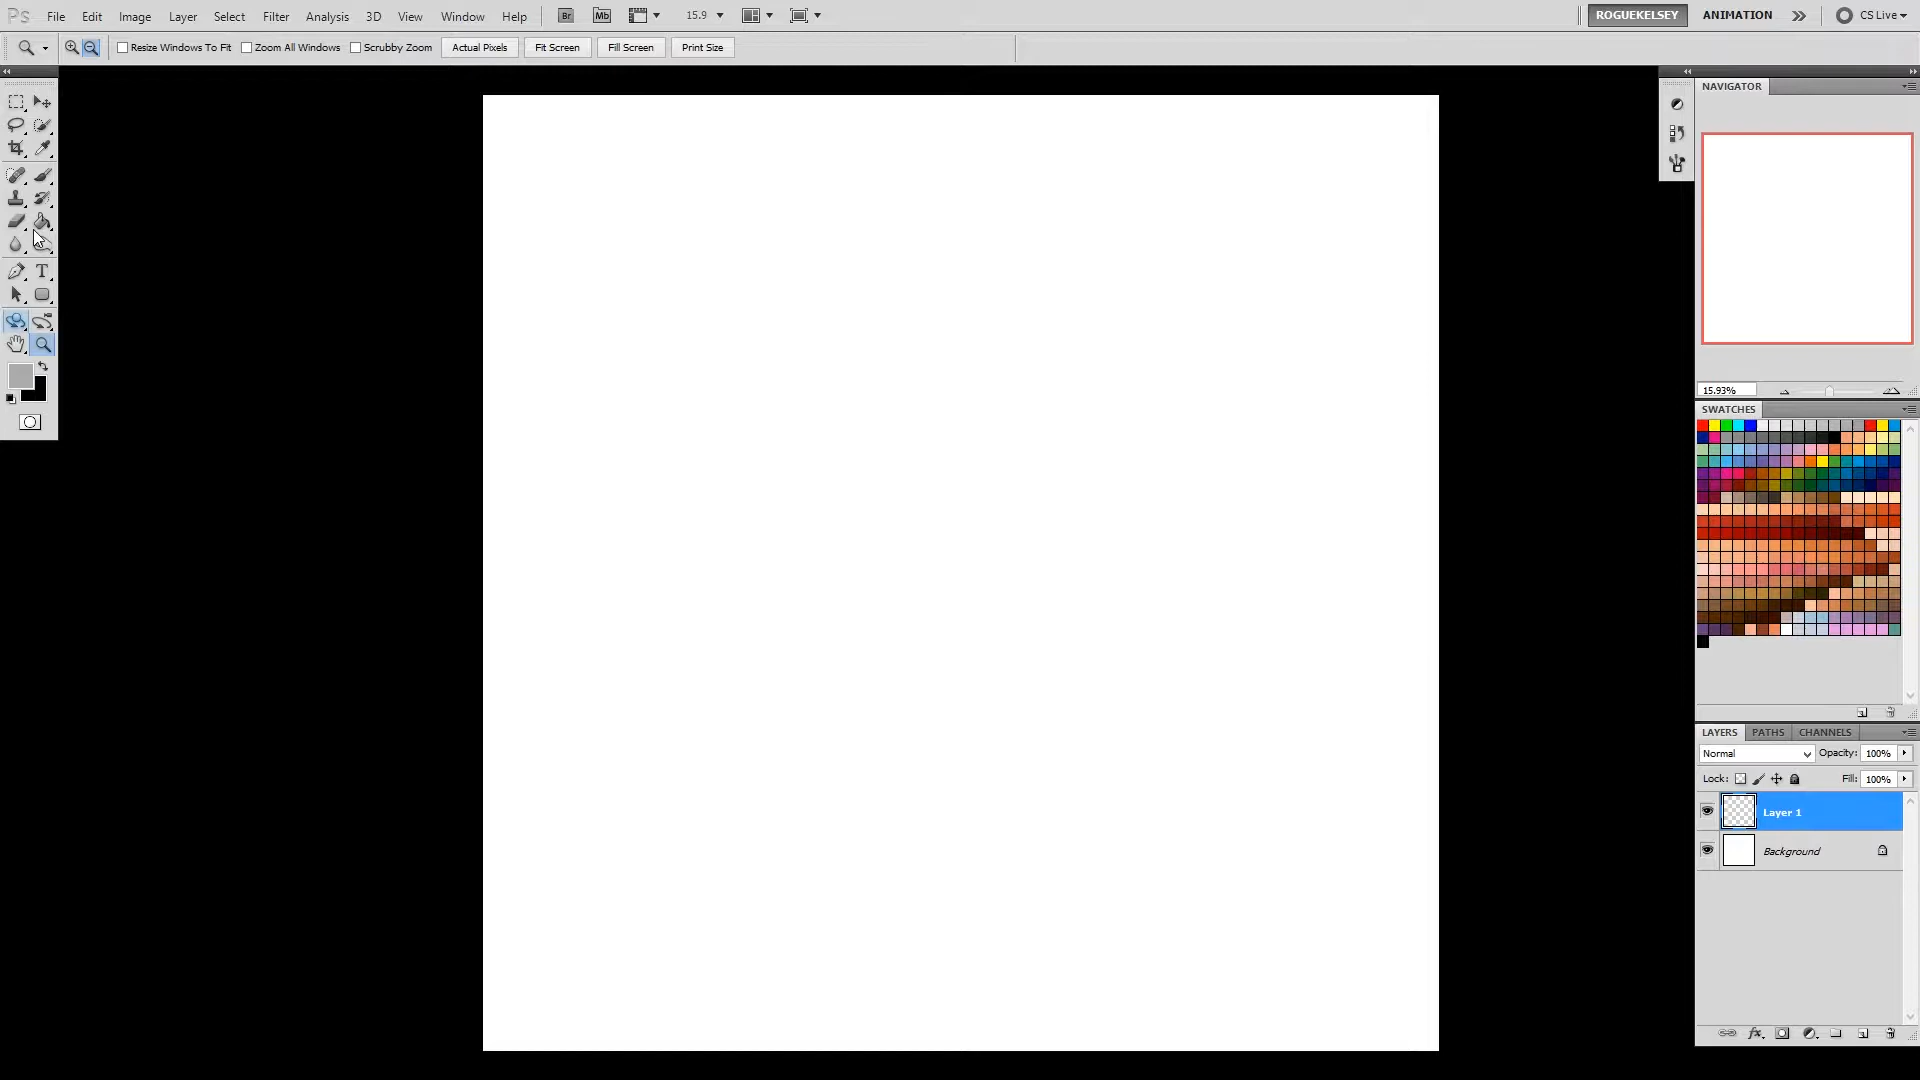 Ps File Edit Image Layer Select Filter Analysis 3D View Window Help Br Mb 15.9 ROGUEKELSEY ANIMATION CS Live
Resize Windows To Fit Zoom All Windows Scrubby Zoom Actual Pixels Fit Screen Fill Screen Print Size
NAVIGATOR
T
15.93%
SWATCHES
LAYERS PATHS CHANNELS
Normal Opacity: 100%
Lock: Fill: 100%
Layer 1
Background
fx